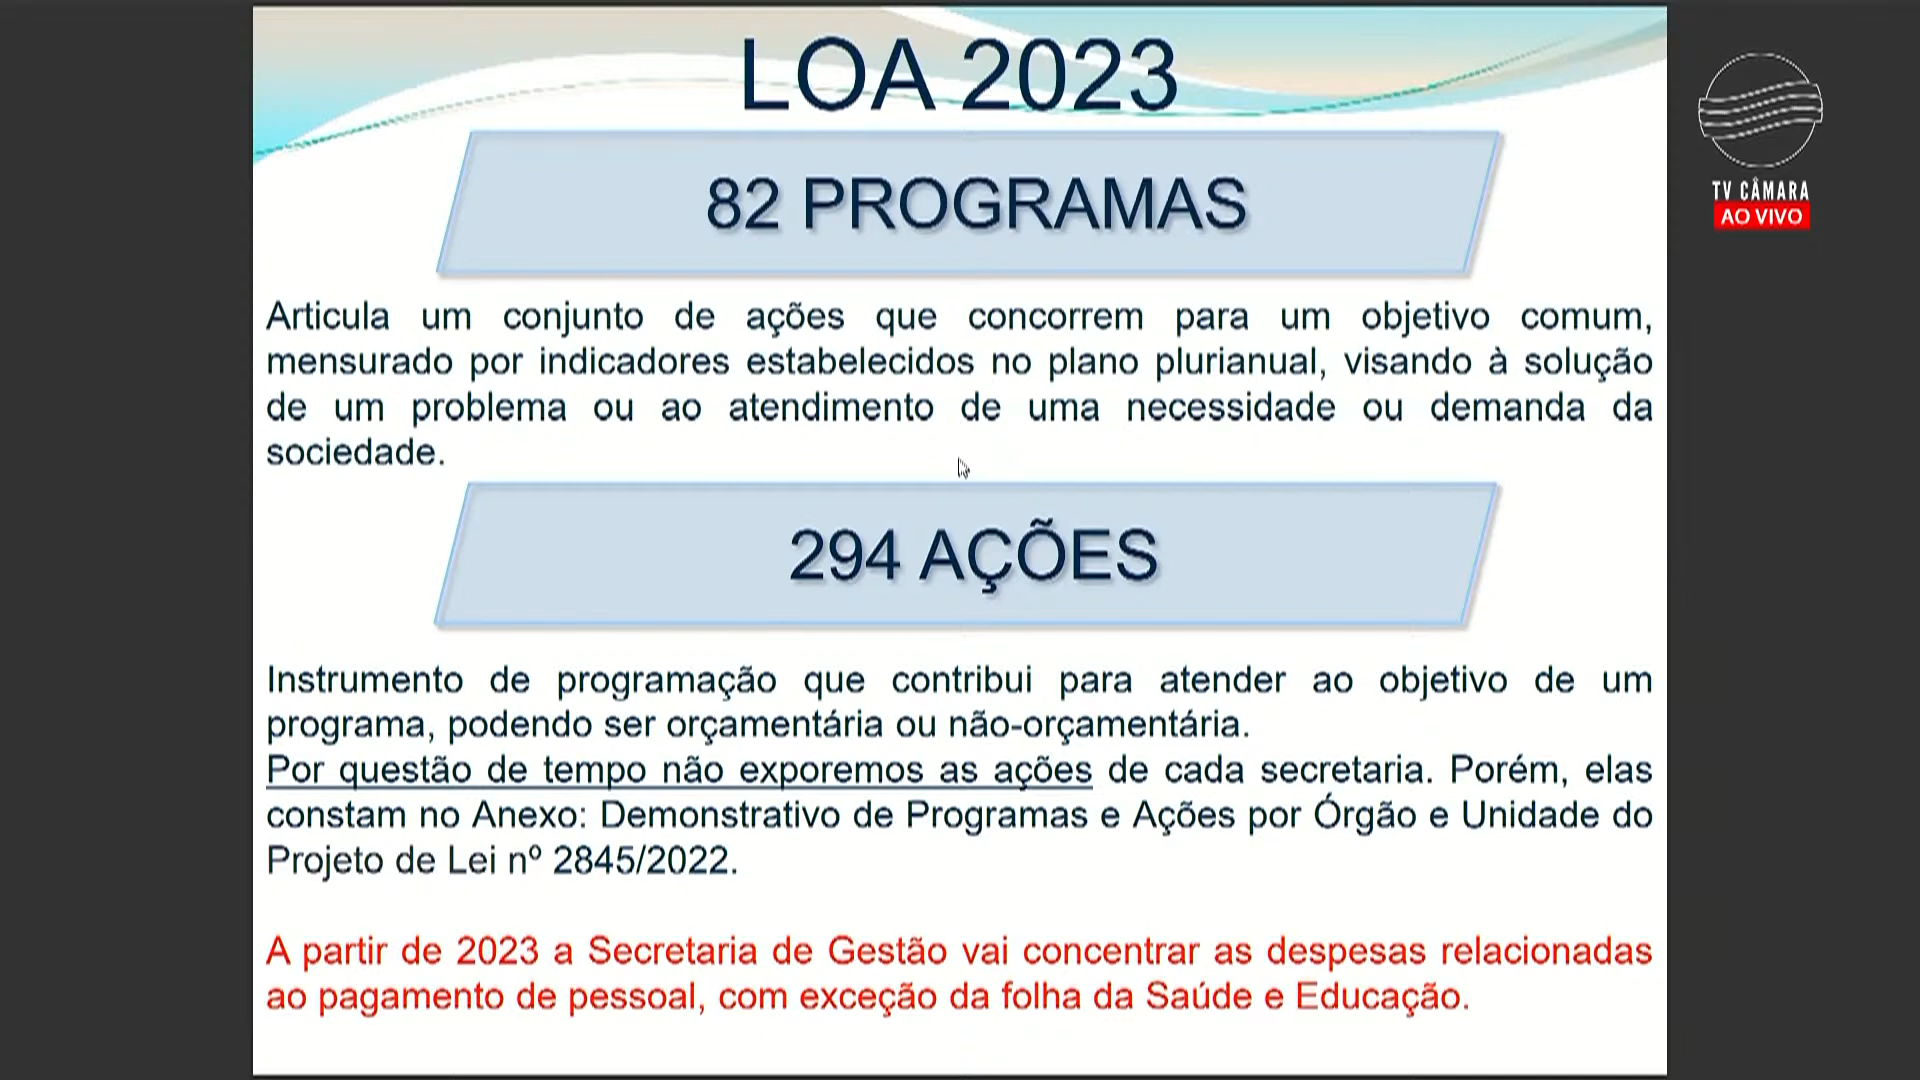 LOA 2023
TV CÂMARA
AO VIVO
82 PROGRAMAS
Articula um conjunto de ações que concorrem para um objetivo comum,
mensurado por indicadores estabelecidos no plano plurianual, visando à solução
de um problema ou ao atendimento de uma necessidade ou demanda da
sociedade.
294 AÇÕES
Instrumento de programação que contribui para atender ao objetivo de um
programa, podendo ser orçamentária ou não-orçamentária.
Por questão de tempo não exporemos as ações de cada secretaria. Porém, elas
constam no Anexo: Demonstrativo de Programas e Ações por Órgão e Unidade do
Projeto de Lei nº 2845/2022.
A partir de 2023 a Secretaria de Gestão vai concentrar as despesas relacionadas
ao pagamento de pessoal, com exceção da folha da Saúde e Educação.